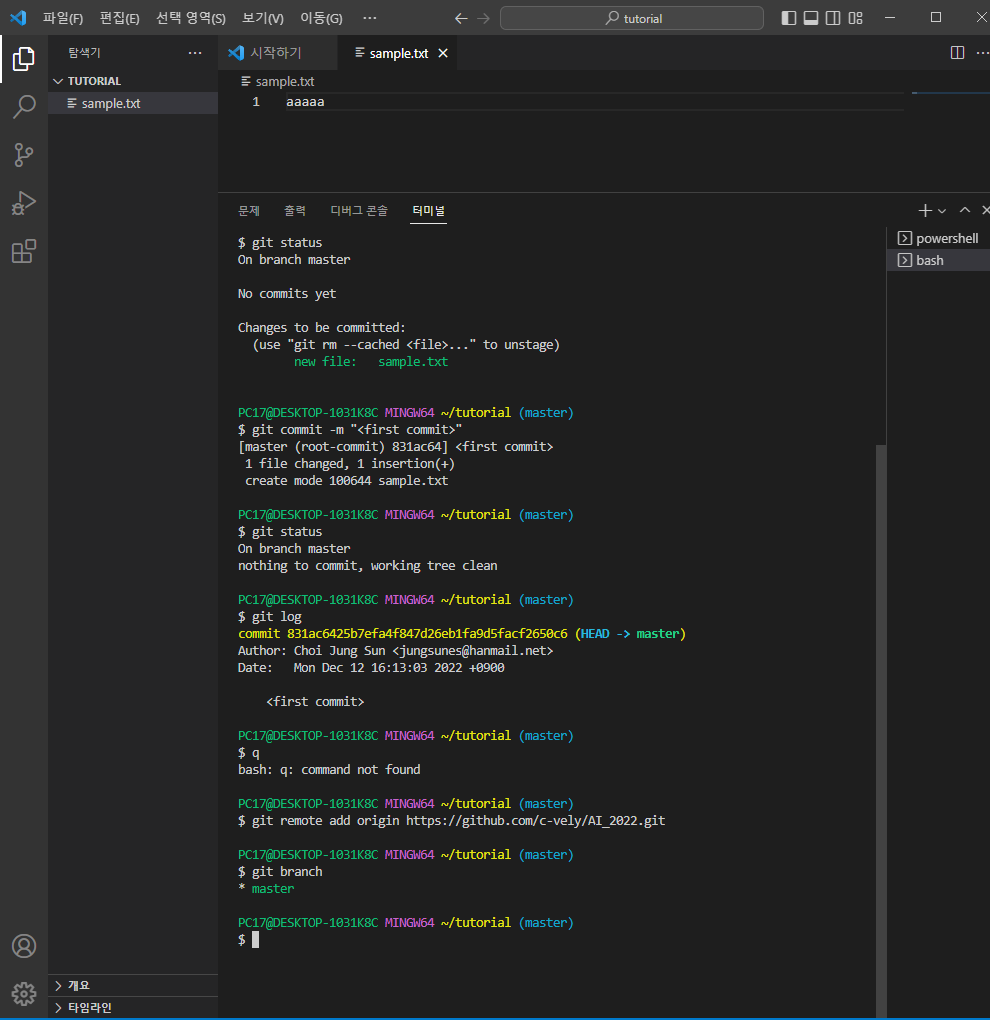 파일(F) 편집(E) 선택 영역(S) 보기(V) 이동(G) ··· tutorial
탐색기 ···
시작하기 sample.txt
TUTORIAL
sample.txt
sample.txt
1 aaaaa
문제 출력 디버그 콘솔 터미널
powershell
bash
$ git status
On branch master
No commits yet
Changes to be committed:
(use "git rm --cached <file>..." to unstage)
new file: sample.txt
PC17@DESKTOP-1031K8C MINGW64 ~/tutorial (master)
$ git commit -m "<first commit>"
[master (root-commit) 831ac64] <first commit>
1 file changed, 1 insertion(+)
create mode 100644 sample.txt
PC17@DESKTOP-1031K8C MINGW64 ~/tutorial (master)
$ git status
On branch master
nothing to commit, working tree clean
PC17@DESKTOP-1031K8C MINGW64 ~/tutorial (master)
$ git log
commit 831ac6425b7efa4f847d26eb1fa9d5facf2650c6 (HEAD -> master)
Author: Choi Jung Sun <jungsunes@hanmail.net>
Date: Mon Dec 12 16:13:03 2022 +0900
<first commit>
PC17@DESKTOP-1031K8C MINGW64 ~/tutorial (master)
$ q
bash: q: command not found
PC17@DESKTOP-1031K8C MINGW64 ~/tutorial (master)
$ git remote add origin https://github.com/c-vely/AI_2022.git
PC17@DESKTOP-1031K8C MINGW64 ~/tutorial (master)
$ git branch
* master
PC17@DESKTOP-1031K8C MINGW64 ~/tutorial (master)
$
개요
타임라인